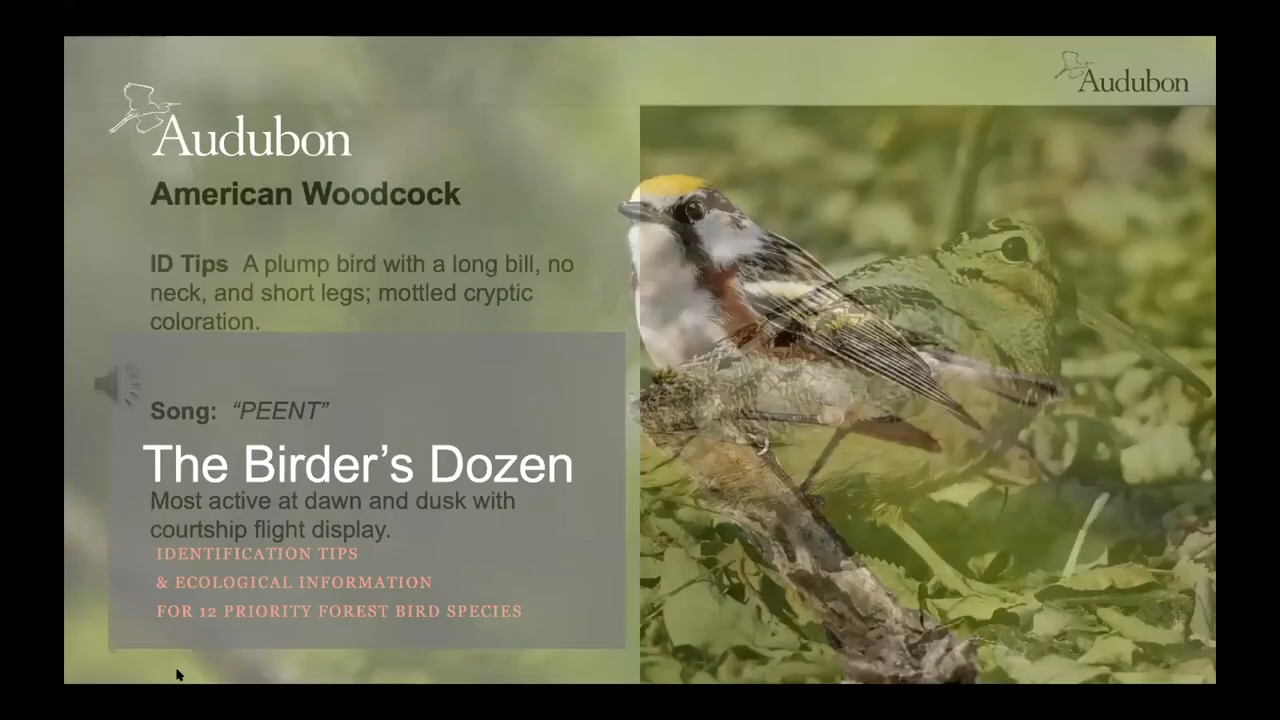 Audubon
Audubon
American Woodcock
ID Tips A plump bird with a long bill, no
neck, and short legs; mottled cryptic
coloration.
Song: “PEENT”
The Birder’s Dozen
Most active at dawn and dusk with
courtship flight display.
IDENTIFICATION TIPS
& ECOLOGICAL INFORMATION
FOR 12 PRIORITY FOREST BIRD SPECIES